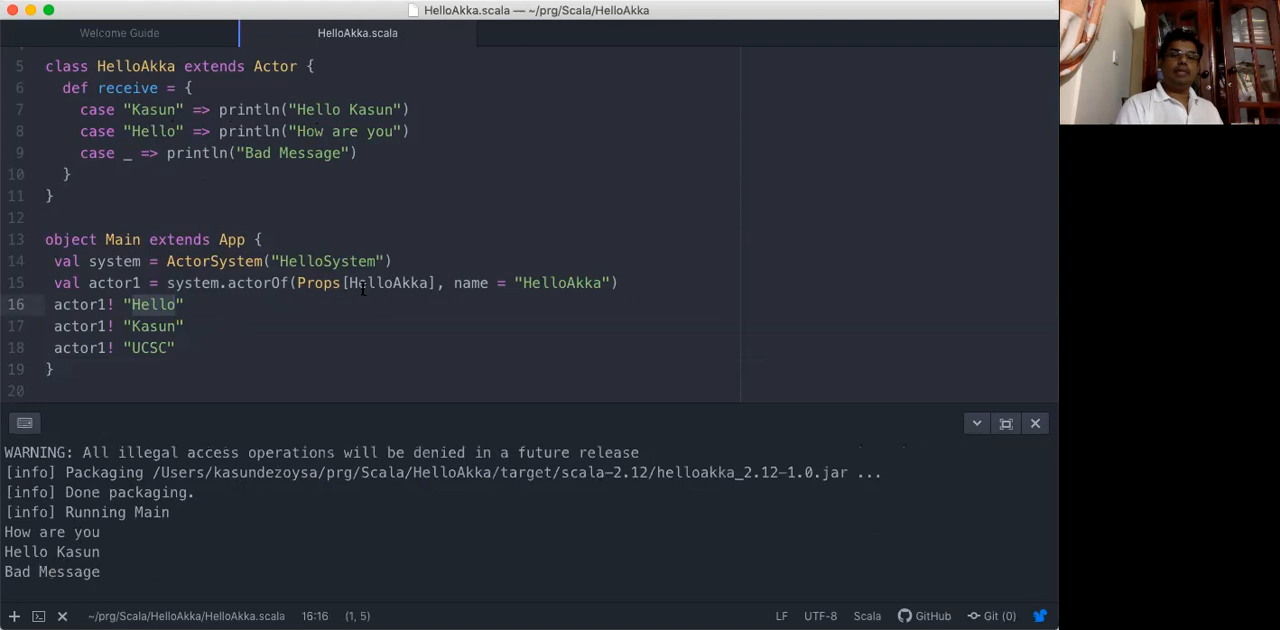 HelloAkka.scala — ~/prg/Scala/HelloAkka
Welcome Guide
HelloAkka.scala
5 class HelloAkka extends Actor {
6 def receive = {
7 case "Kasun" => println("Hello Kasun")
8 case "Hello" => println("How are you")
9 case _ => println("Bad Message")
10 }
11 }
12
13 object Main extends App {
14 val system = ActorSystem("HelloSystem")
15 val actor1 = system.actorOf(Props[HelloAkka], name = "HelloAkka")
16 actor1! "Hello"
17 actor1! "Kasun"
18 actor1! "UCSC"
19 }
20
WARNING: All illegal access operations will be denied in a future release
[info] Packaging /Users/kasundezoysa/prg/Scala/HelloAkka/target/scala-2.12/helloakka_2.12-1.0.jar ...
[info] Done packaging.
[info] Running Main
How are you
Hello Kasun
Bad Message
~/prg/Scala/HelloAkka/HelloAkka.scala 16:16 (1, 5) LF UTF-8 Scala GitHub Git (0)